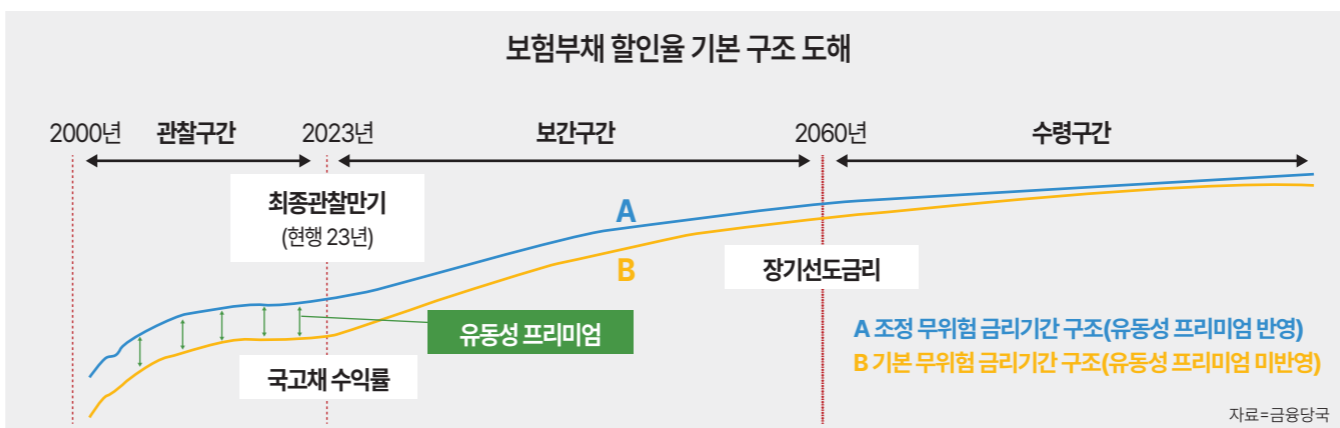 보험부채 할인율 기본 구조 도해
2000년 관찰구간 2023년 보간구간 2060년 수령구간
최종관찰만기
(현행 23년)
A
B
장기선도금리
유동성 프리미엄
국고채 수익률
A 조정 무위험 금리기간 구조(유동성 프리미엄 반영)
B 기본 무위험 금리기간 구조(유동성 프리미엄 미반영)
자료=금융당국